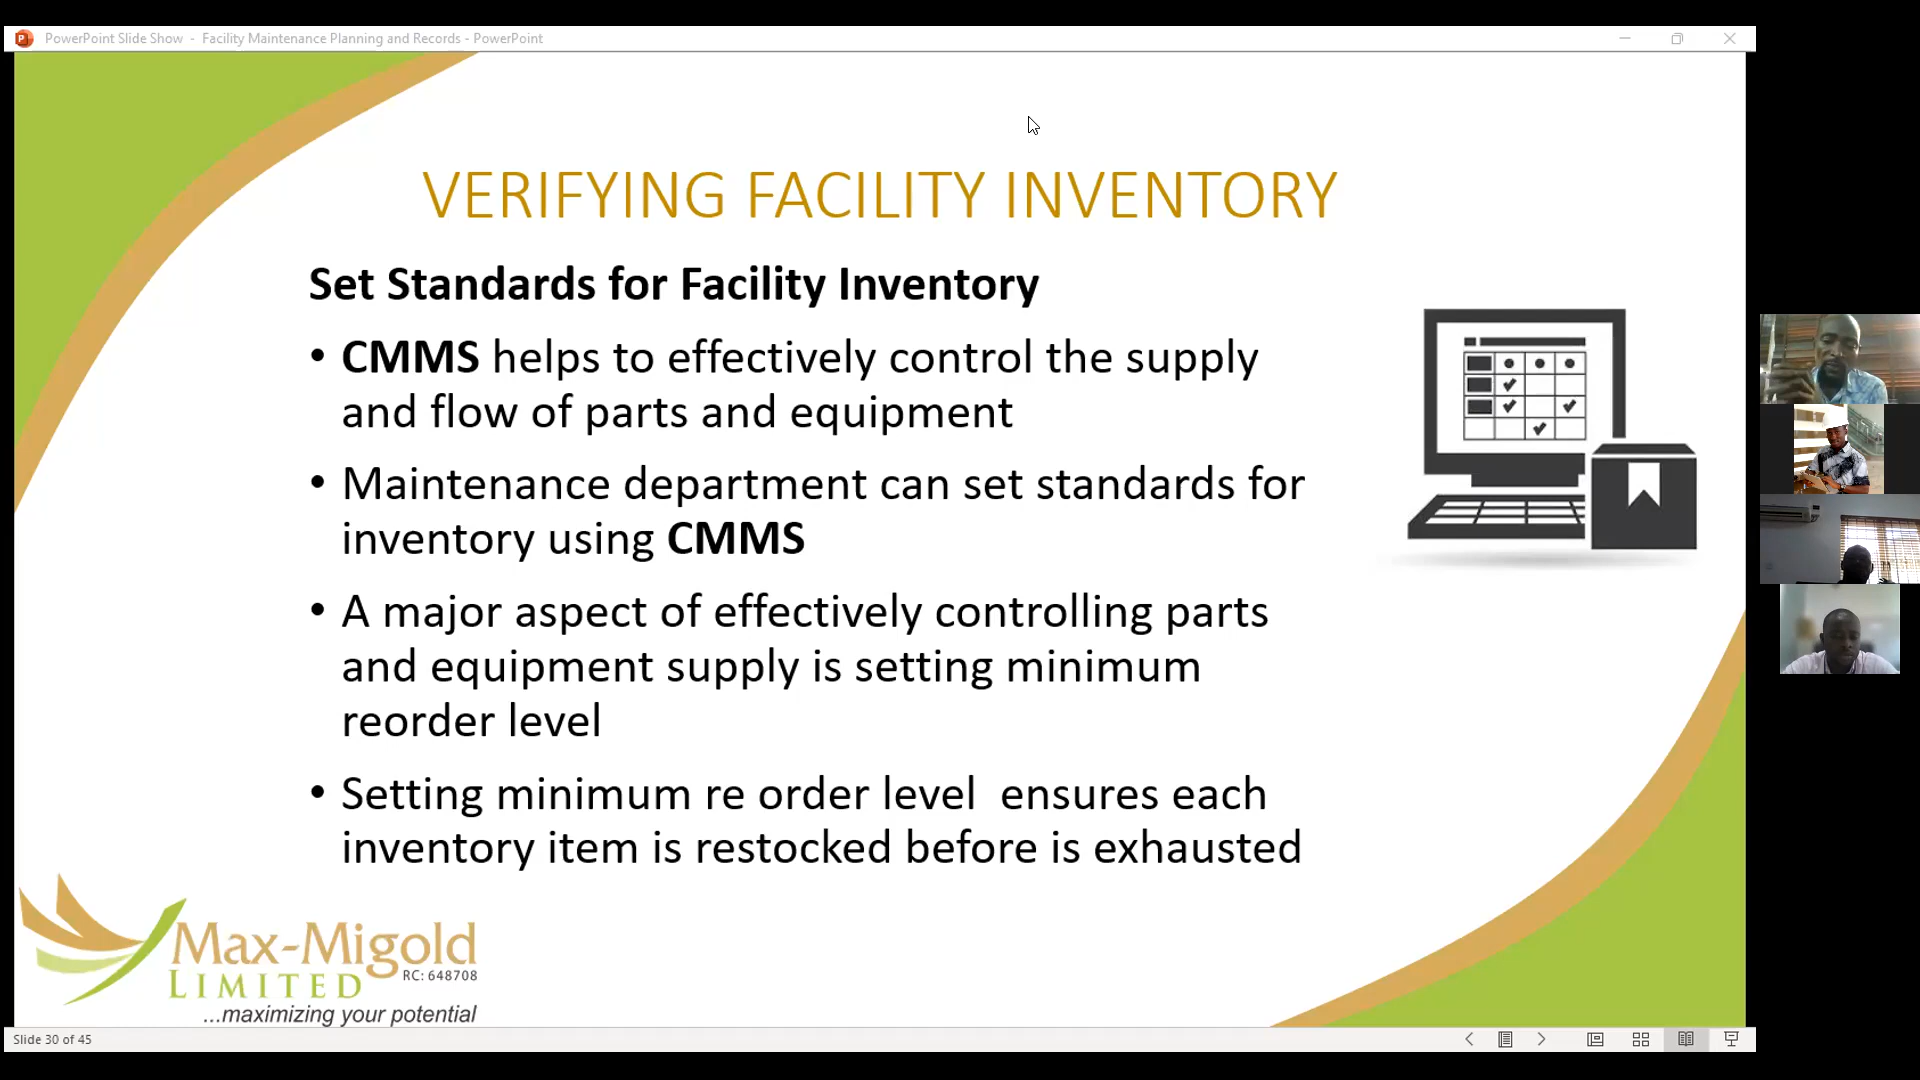 PowerPoint Slide Show - Facility Maintenance Planning and Records - PowerPoint
VERIFYING FACILITY INVENTORY
Set Standards for Facility Inventory
• CMMS helps to effectively control the supply
and flow of parts and equipment
• Maintenance department can set standards for
inventory using CMMS
• A major aspect of effectively controlling parts
and equipment supply is setting minimum
reorder level
• Setting minimum re order level  ensures each
inventory item is restocked before is exhausted
Max-Migold
LIMITED
RC: 648708
...maximizing your potential
Slide 30 of 45